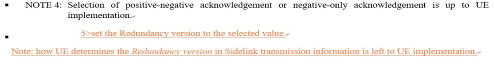 NOTE 4: Selection of positive-negative acknowledgement or negative-only acknowledgement is up to UE
implementation.
5>set the Redundancy version to the selected value.
Note: how UE determines the Redundancy version in Sidelink transmission information is left to UE implementation.